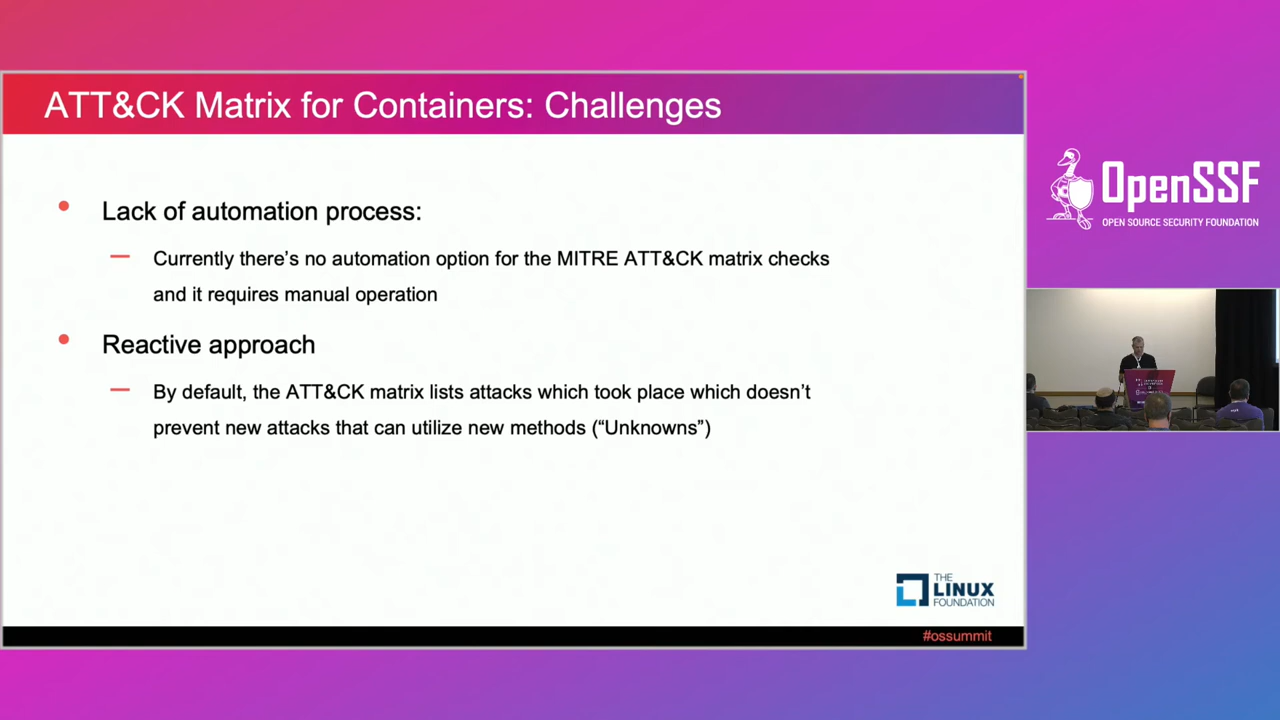 ATT&CK Matrix for Containers: Challenges
• Lack of automation process:
– Currently there's no automation option for the MITRE ATT&CK matrix checks
and it requires manual operation
• Reactive approach
– By default, the ATT&CK matrix lists attacks which took place which doesn't
prevent new attacks that can utilize new methods (“Unknowns”)
THE
LINUX
FOUNDATION
#ossummit
OpenSSF
OPEN SOURCE SECURITY FOUNDATION